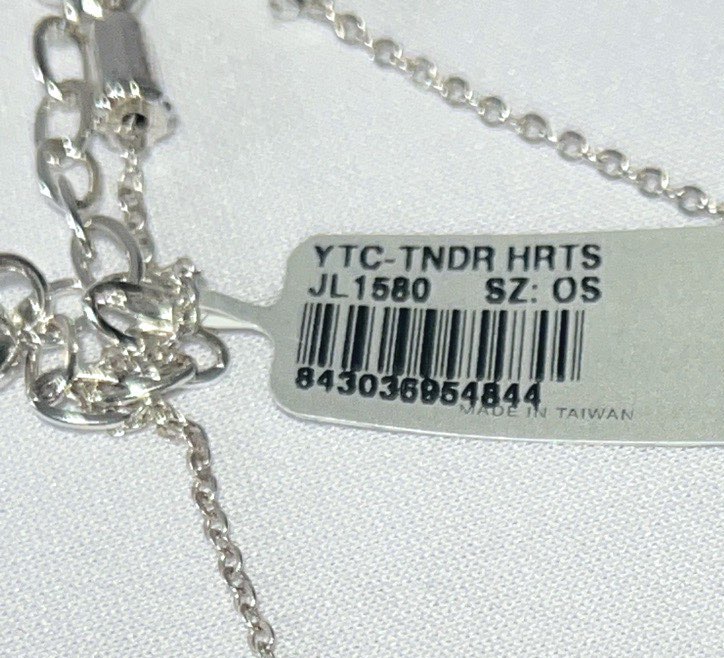 YTC-TNDR HRTS
JL1580 SZ: OS
843036954844
MADE IN TAIWAN